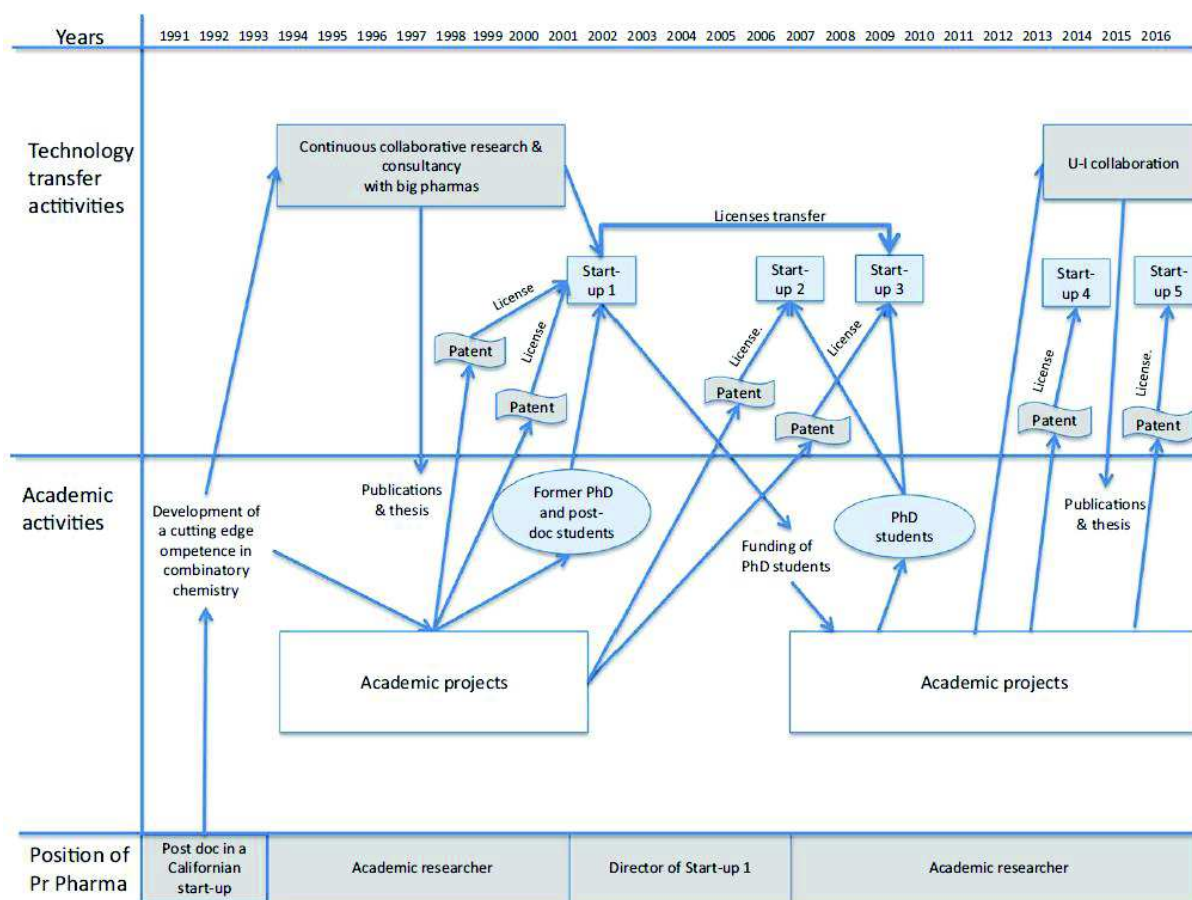 Years 1991 1992 1993 1994 1995 1996 1997 1998 1999 2000 2001 2002 2003 2004 2005 2006 2007 2008 2009 2010 2011 2012 2013 2014 2015 2016
Technology
transfer
actitivities
Continuous collaborative research &
consultancy
with big pharmas
U-I collaboration
Licenses transfer
Start-
up 1
Start-
up 2
Start-
up 3
Start-
up 4
Start-
up 5
License
License
License.
License
License
License.
Patent
Patent
Patent
Patent
Patent
Patent
Academic
activities
Development of
a cutting edge
ompetence in
combinatory
chemistry
Publications
& thesis
Former PhD
and post-
doc students
Funding of
PhD students
PhD
students
Publications
& thesis
Academic projects
Academic projects
Position of
Pr Pharma
Post doc in a
Californian
start-up
Academic researcher
Director of Start-up 1
Academic researcher